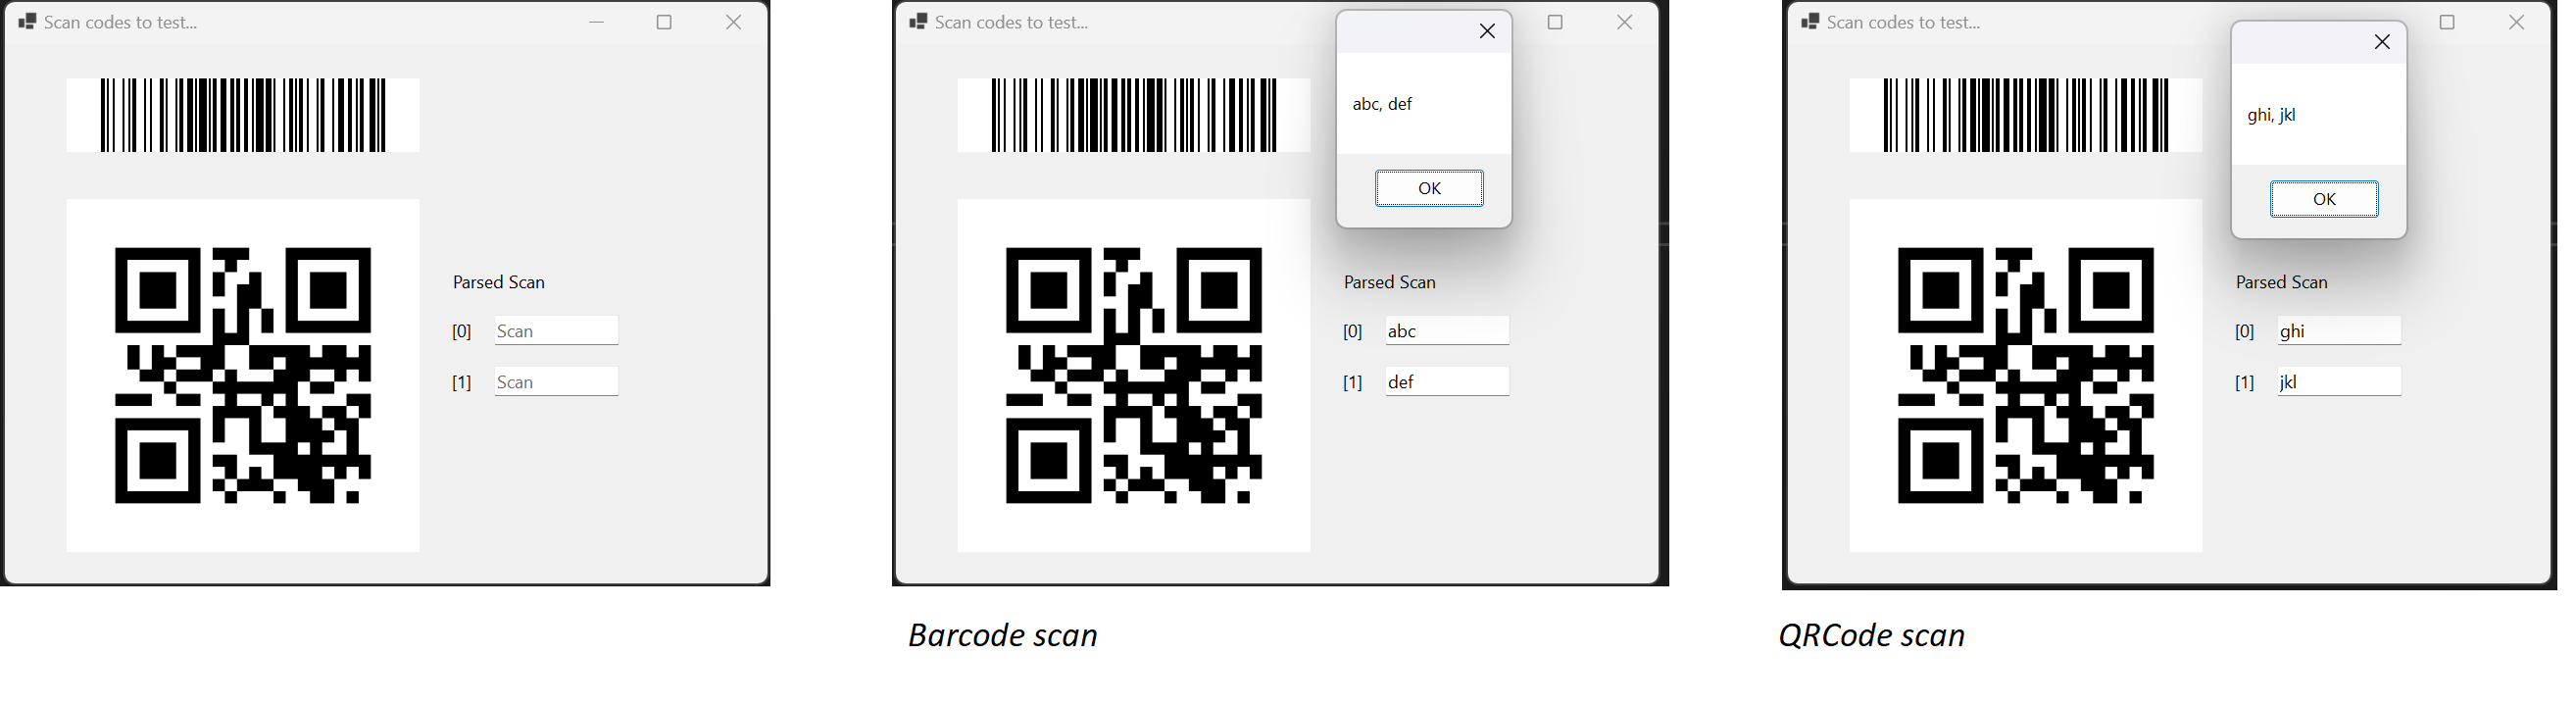 Scan codes to test...
Parsed Scan
[0] Scan
[1] Scan
Scan codes to test...
abc, def
OK
Parsed Scan
[0] abc
[1] def
Barcode scan
Scan codes to test...
ghi, jkl
OK
Parsed Scan
[0] ghi
[1] jkl
QRCode scan